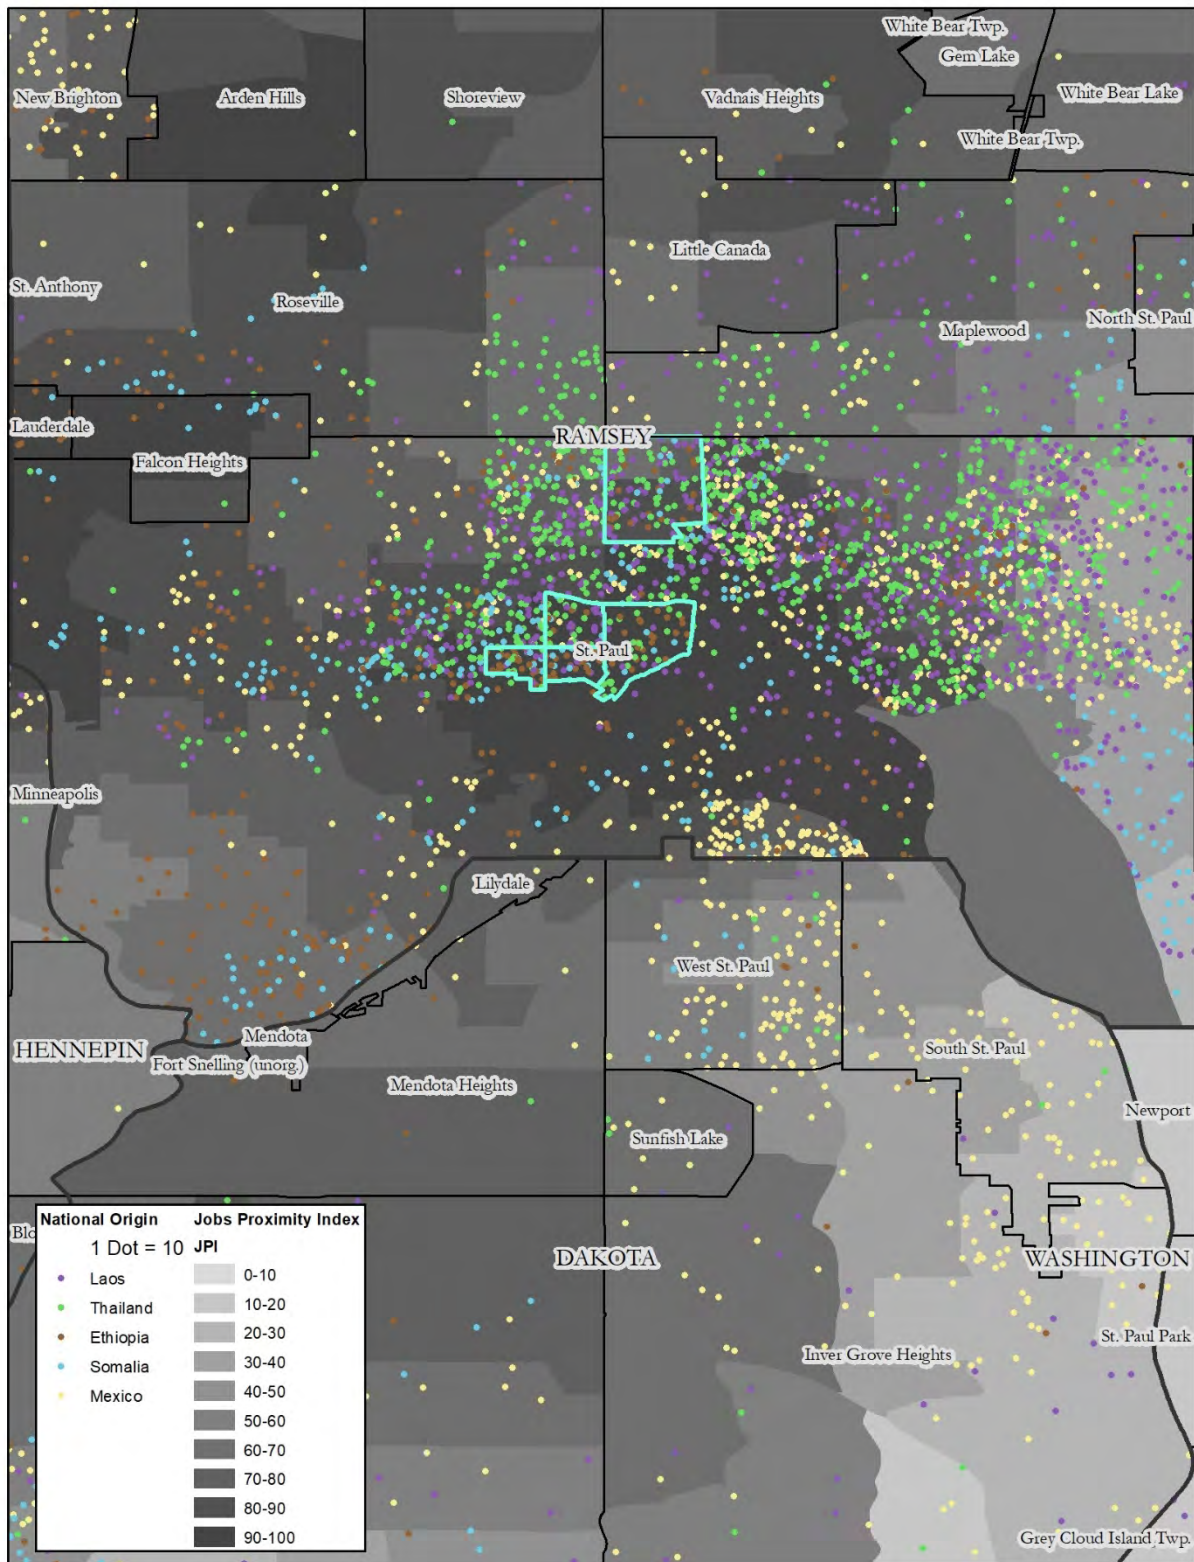 White Bear Twp.
Gem Lake
New Brighton
Arden Hills
Shoreview
Vadnais Heights
White Bear Lake
White Bear Twp.
Little Canada
St. Anthony
Roseville
North St. Paul
Maplewood
Lauderdale
RAMSEY
Falcon Heights
St. Paul
Minneapolis
Lilydale
West St. Paul
Mendota
HENNEPIN
Fort Snelling (unorg.)
South St. Paul
Mendota Heights
Newport
Sunfish Lake
Blo
DAKOTA
WASHINGTON
St. Paul Park
Inver Grove Heights
Grey Cloud Island Twp.
National Origin
1 Dot = 10
Laos
Thailand
Ethiopia
Somalia
Mexico
Jobs Proximity Index
JPI
0-10
10-20
20-30
30-40
40-50
50-60
60-70
70-80
80-90
90-100